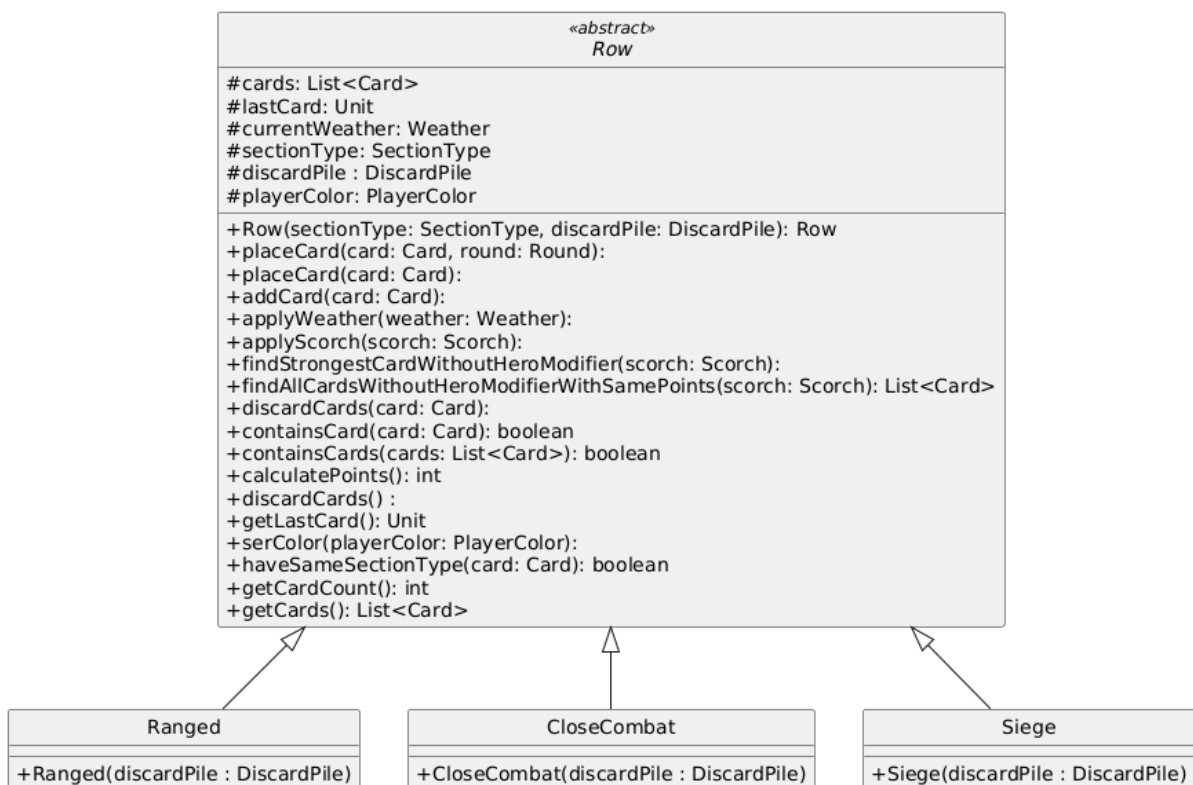 «abstract»
Row
#cards: List<Card>
#lastCard: Unit
#currentWeather: Weather
#sectionType: SectionType
#discardPile : DiscardPile
#playerColor: PlayerColor
+Row(sectionType: SectionType, discardPile: DiscardPile): Row
+placeCard(card: Card, round: Round):
+placeCard(card: Card):
+addCard(card: Card):
+applyWeather(weather: Weather):
+applyScorch(scorch: Scorch):
+findStrongestCardWithoutHeroModifier(scorch: Scorch):
+findAllCardsWithoutHeroModifierWithSamePoints(scorch: Scorch): List<Card>
+discardCards(card: Card):
+containsCard(card: Card): boolean
+containsCards(cards: List<Card>): boolean
+calculatePoints(): int
+discardCards() :
+getLastCard(): Unit
+serColor(playerColor: PlayerColor):
+haveSameSectionType(card: Card): boolean
+getCardCount(): int
+getCards(): List<Card>
Ranged
+Ranged(discardPile : DiscardPile)
CloseCombat
+CloseCombat(discardPile : DiscardPile)
Siege
+Siege(discardPile : DiscardPile)